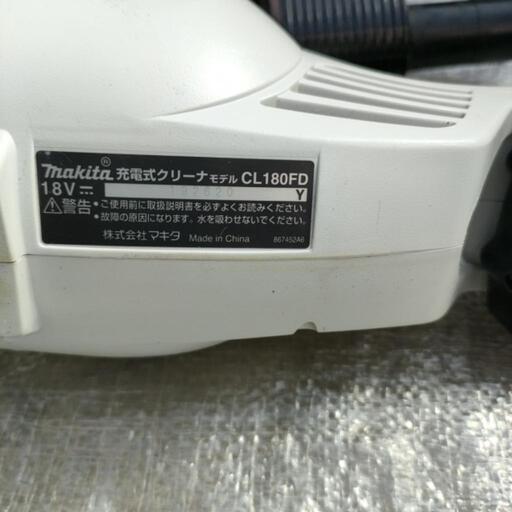 makita® 充電式クリーナモデル CL180FD
18V⎓ 192620 Y
⚠警告 • ご使用前に取扱説明書を必ずよくお読みください。
• 故障の原因になります。水を吸わせないでください。
株式会社マキタ Made in China 867452A6